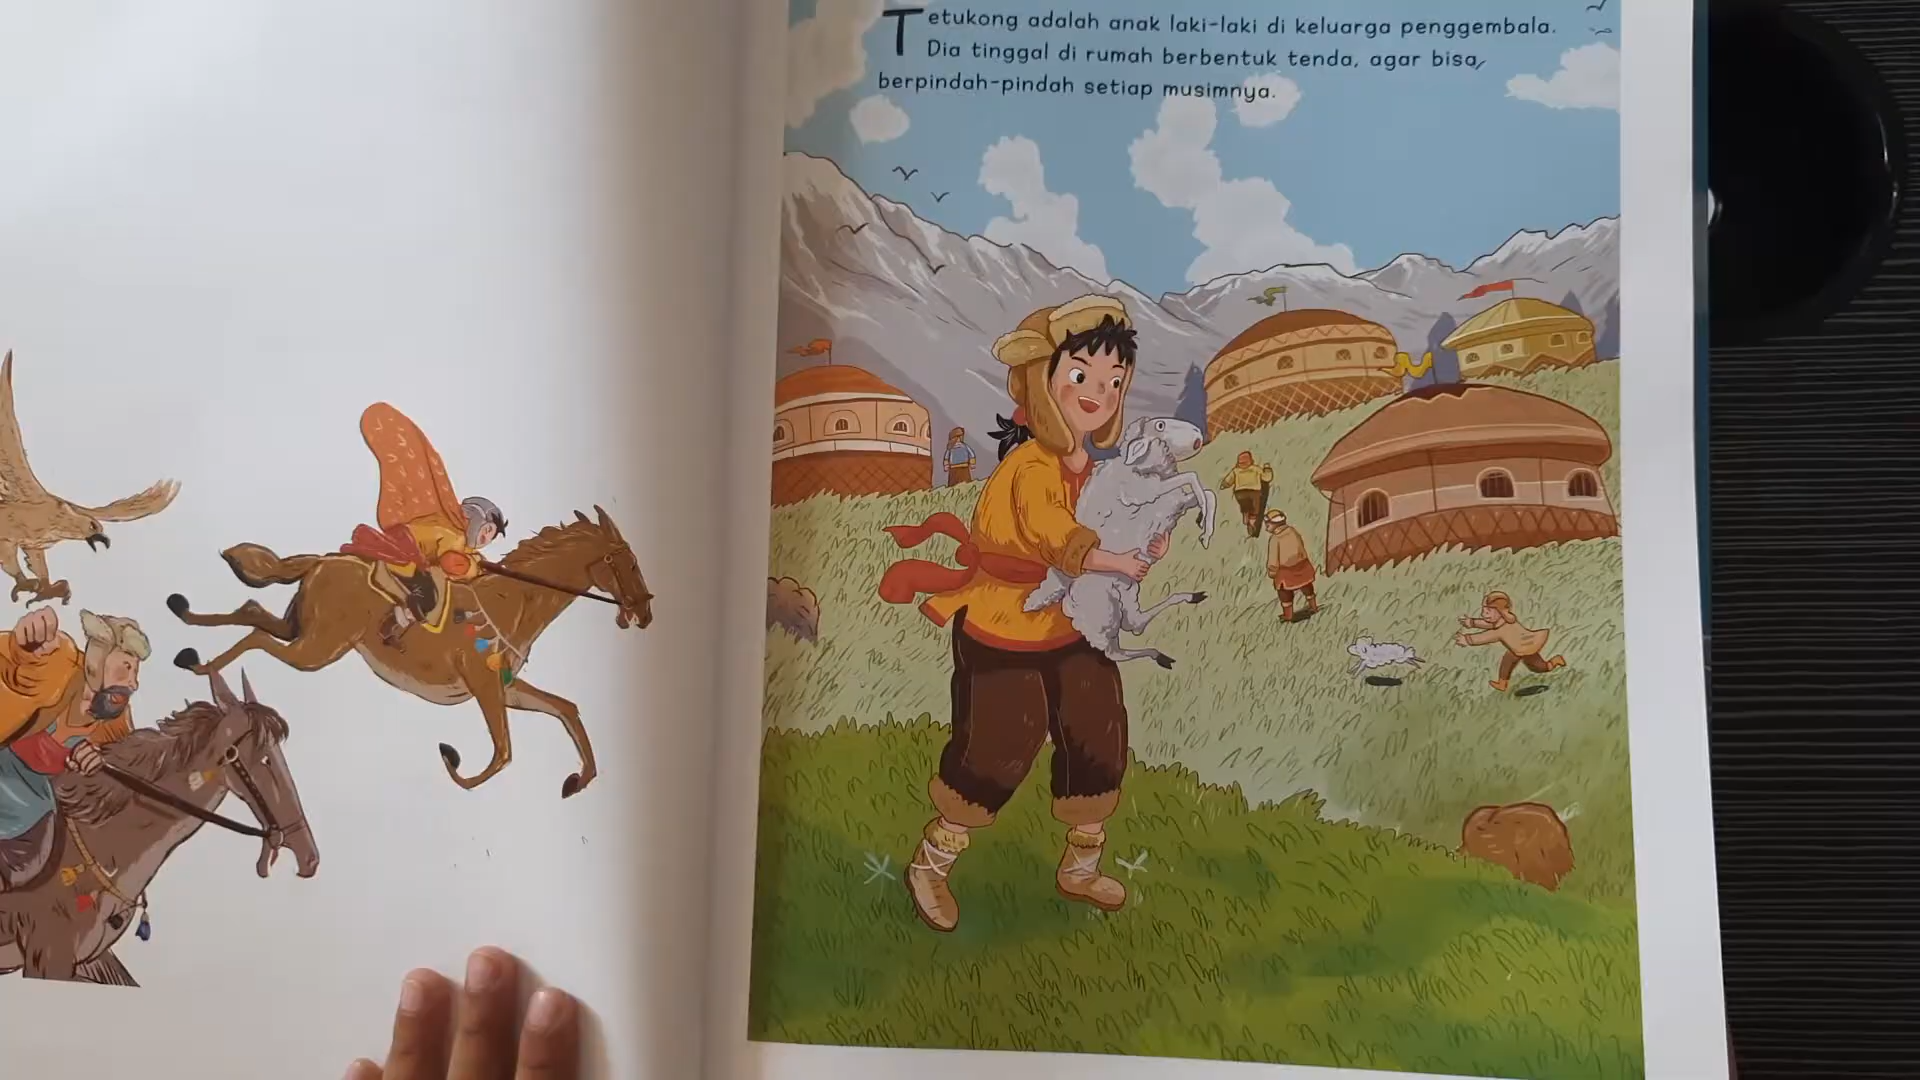 Tetukong adalah anak laki-laki di keluarga penggembala.
Dia tinggal di rumah berbentuk tenda, agar bisa
berpindah-pindah setiap musimnya.